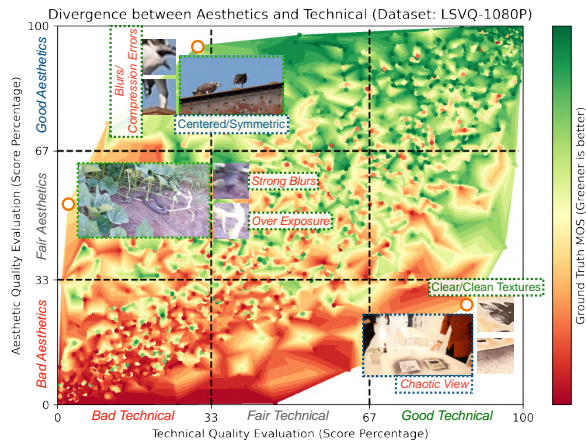 Divergence between Aesthetics and Technical (Dataset: LSVQ-1080P)
100
67
33
0
Aesthetic Quality Evaluation (Score Percentage)
Good Aesthetics
Fair Aesthetics
Bad Aesthetics
Blurs/
Compression Errors
Centered/Symmetric
Strong Blurs
Over Exposure
Clear/Clean Textures
Chaotic View
0
33
67
100
Bad Technical
Fair Technical
Good Technical
Technical Quality Evaluation (Score Percentage)
Ground Truth MOS (Greener is better)